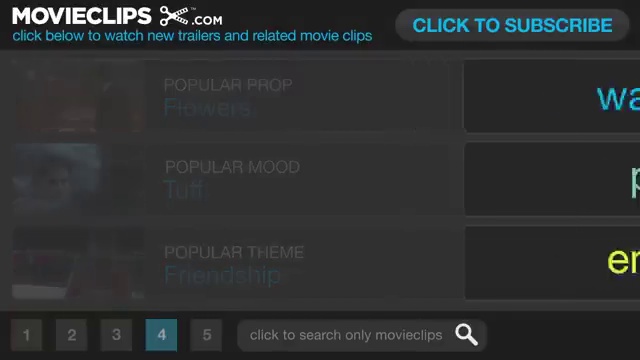 MOVIECLIPS .COM
click below to watch new trailers and related movie clips
CLICK TO SUBSCRIBE
POPULAR PROP
Flowers
wa
POPULAR MOOD
Tuff
p
POPULAR THEME
Friendship
er
1 2 3 4 5
click to search only movieclips